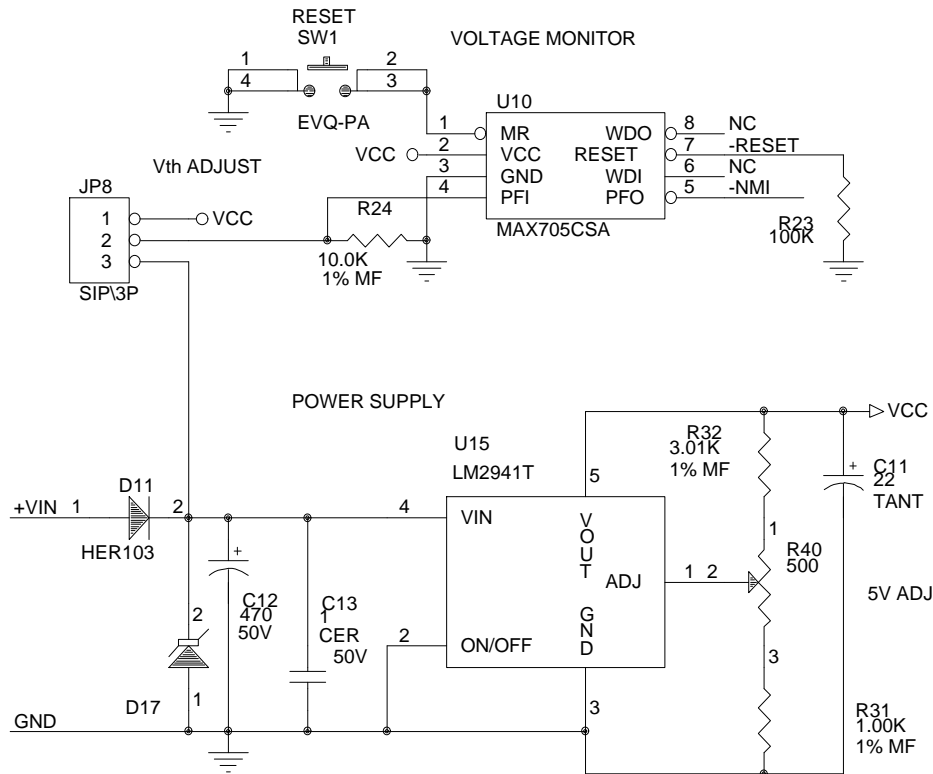 RESET
SW1
VOLTAGE MONITOR
1
4
2
3
EVQ-PA
U10
1
2
3
4
MR
VCC
GND
PFI
WDO
RESET
WDI
PFO
8
7
6
5
NC
-RESET
NC
-NMI
MAX705CSA
VCC
R23
100K
Vth ADJUST
JP8
1
2
3
VCC
SIP\3P
R24
10.0K
1% MF
POWER SUPPLY
U15
LM2941T
+VIN
1
D11
2
HER103
4
VIN
VOUT
5
ADJ
1
2
GND
3
2
ON/OFF
C12
470
50V
C13
1
CER
50V
2
D17
1
GND
R32
3.01K
1% MF
VCC
C11
22
TANT
+
+
1
R40
500
5V ADJ
3
R31
1.00K
1% MF